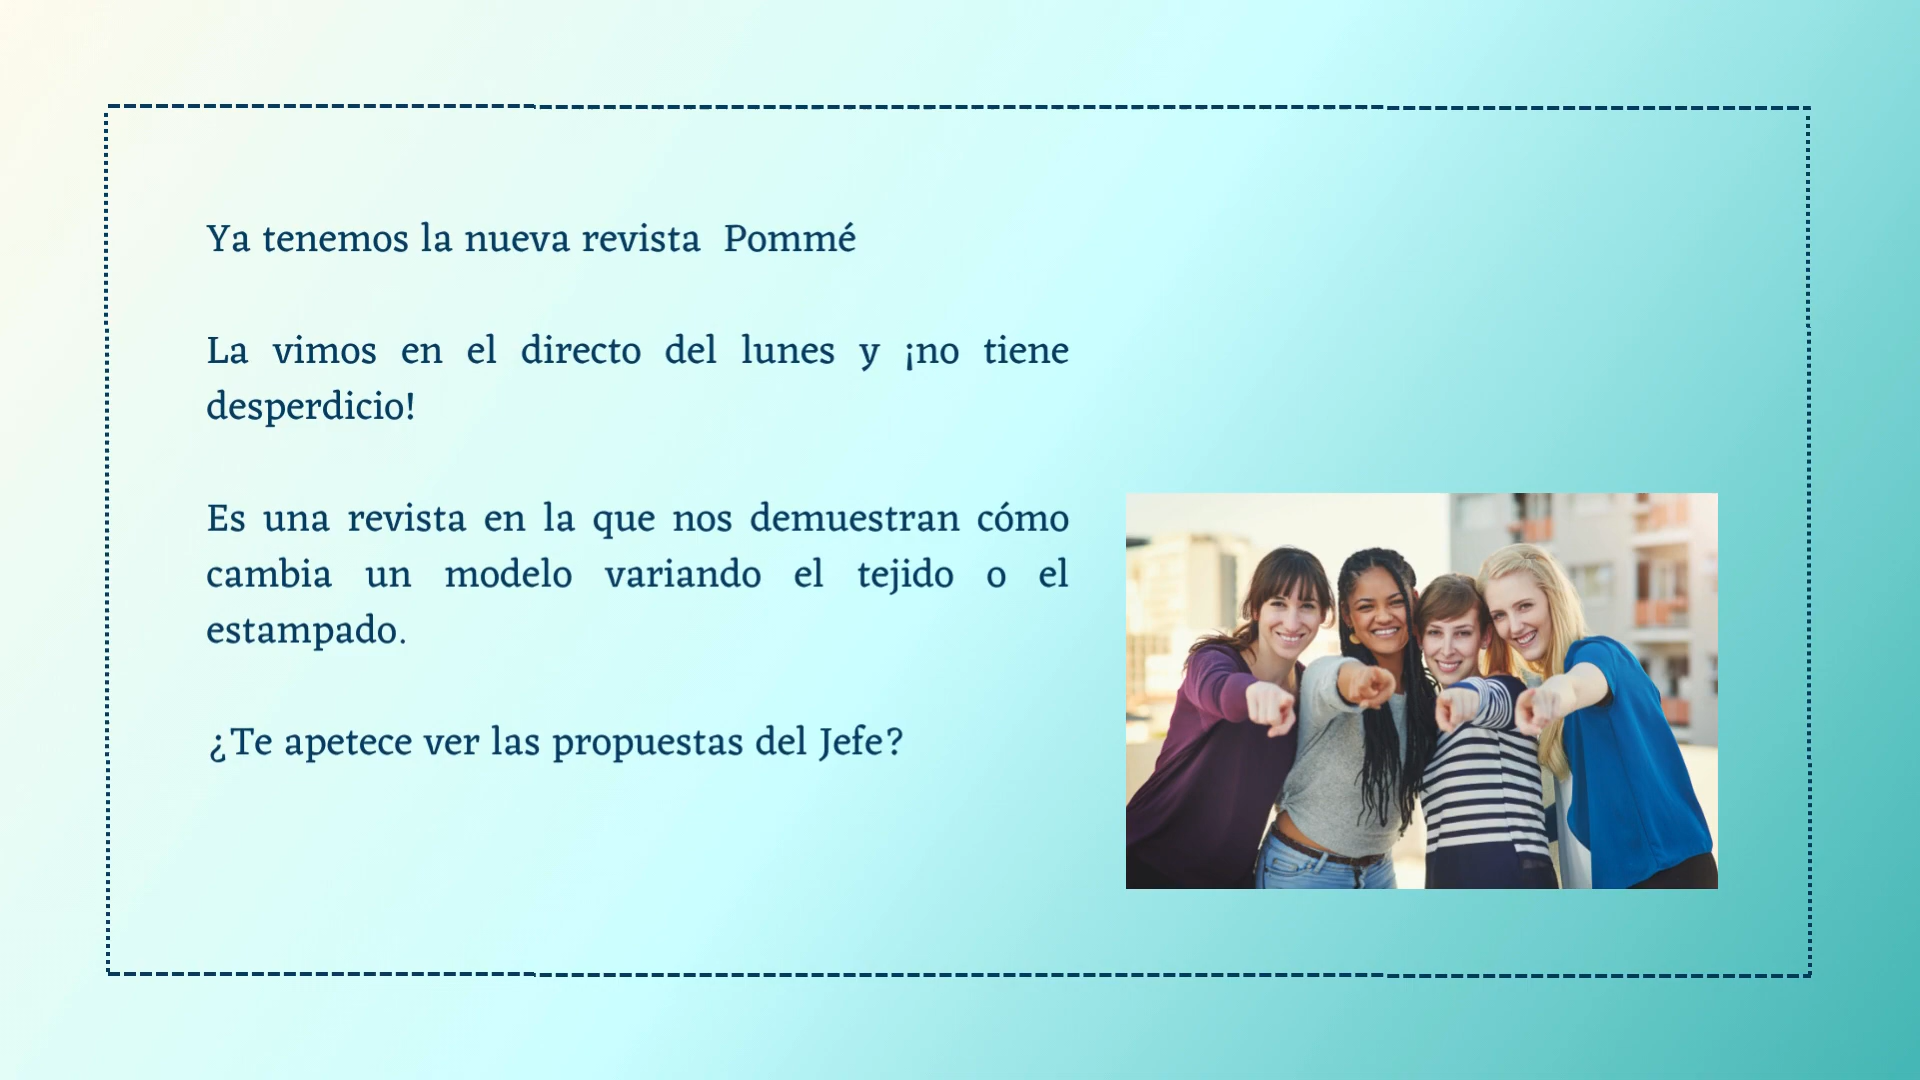 Ya tenemos la nueva revista  Pommé
La vimos en el directo del lunes y ¡no tiene
desperdicio!
Es una revista en la que nos demuestran cómo
cambia un modelo variando el tejido o el
estampado.
¿Te apetece ver las propuestas del Jefe?